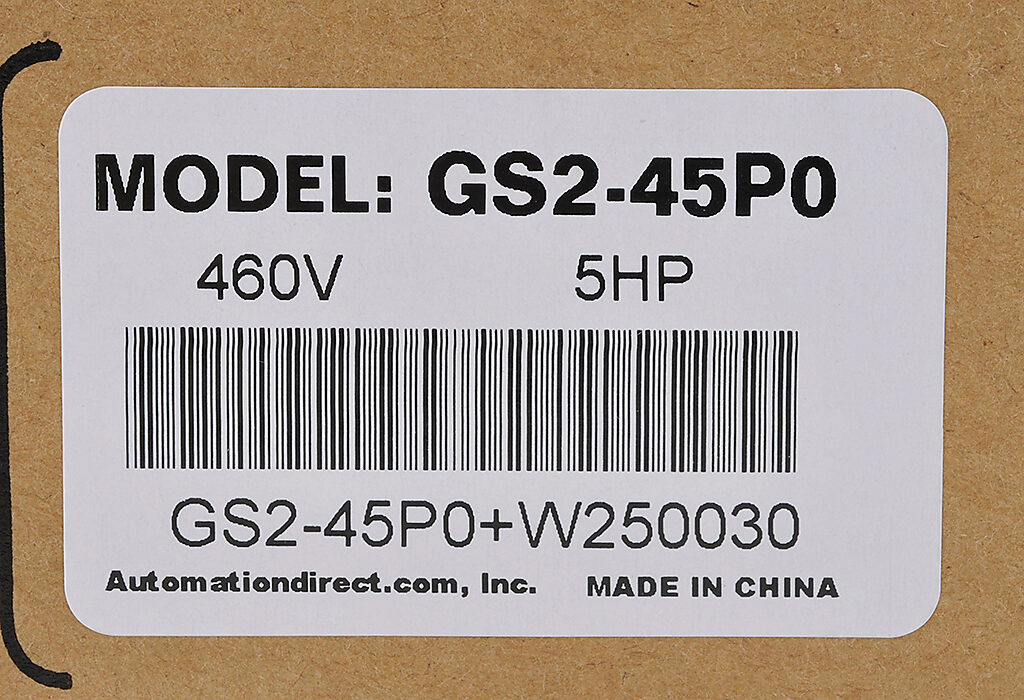 MODEL: GS2-45P0
460V 5HP
GS2-45P0+W250030
Automationdirect.com, Inc. MADE IN CHINA